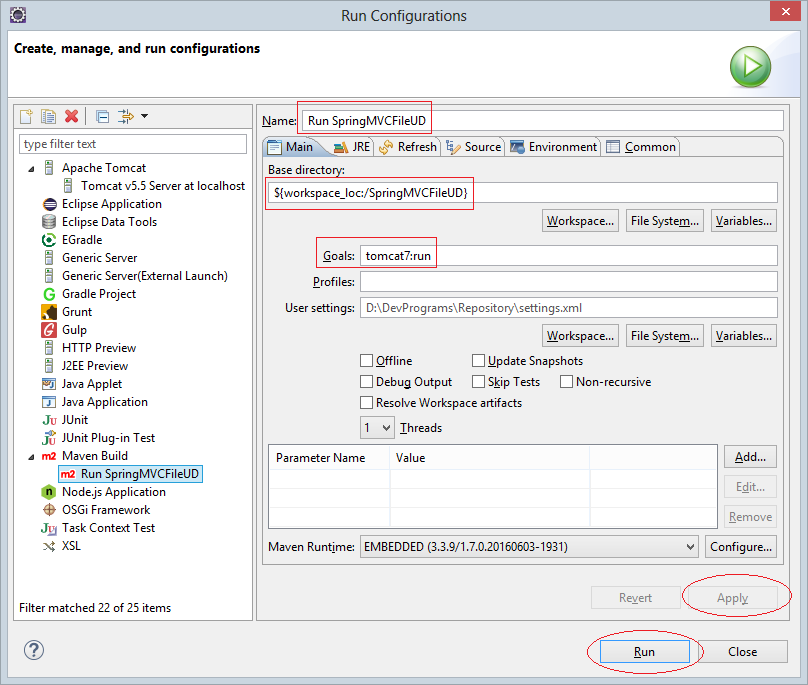 Run Configurations
Create, manage, and run configurations
type filter text
Apache Tomcat
Tomcat v5.5 Server at localhost
Eclipse Application
Eclipse Data Tools
EGradle
Generic Server
Generic Server(External Launch)
Gradle Project
Grunt
Gulp
HTTP Preview
J2EE Preview
Java Applet
Java Application
JUnit
JUnit Plug-in Test
Maven Build
Run SpringMVCFileUD
Node.js Application
OSGi Framework
Task Context Test
XSL
Filter matched 22 of 25 items
Name: Run SpringMVCFileUD
Main JRE Refresh Source Environment Common
Base directory:
${workspace_loc:/SpringMVCFileUD}
Workspace... File System... Variables...
Goals: tomcat7:run
Profiles:
User settings: D:\DevPrograms\Repository\settings.xml
Workspace... File System... Variables...
Offline Update Snapshots
Debug Output Skip Tests Non-recursive
Resolve Workspace artifacts
1 Threads
Parameter Name Value
Add...
Edit...
Remove
Maven Runtime: EMBEDDED (3.3.9/1.7.0.20160603-1931) Configure...
Revert Apply
Run Close